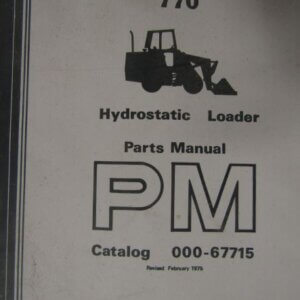 770
Hydrostatic Loader
Parts Manual
PM
Catalog 000-67715
Revised February 1975